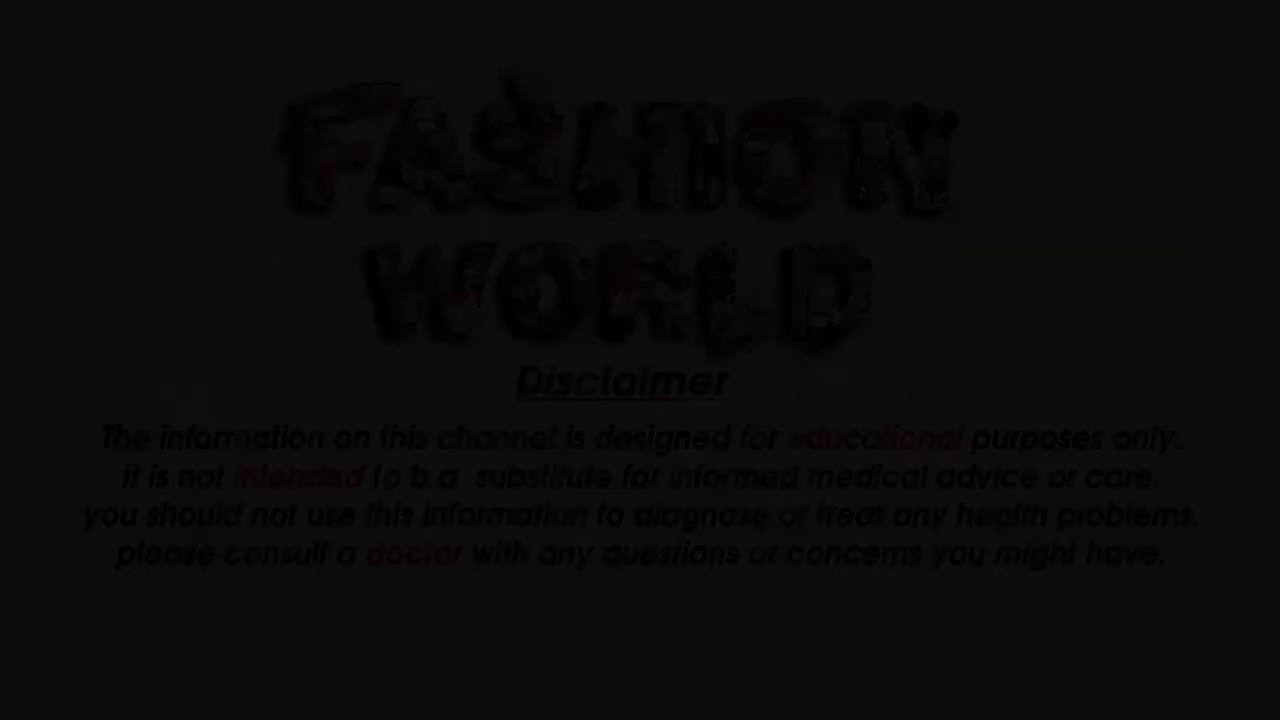 FASHION
WORLD
Disclaimer
The information on this channel is designed for educational purposes only.
it is not intended to b a substitute for informed medical advice or care.
you should not use this information to diagnose or treat any health problems.
please consult a doctor with any questions or concerns you might have.